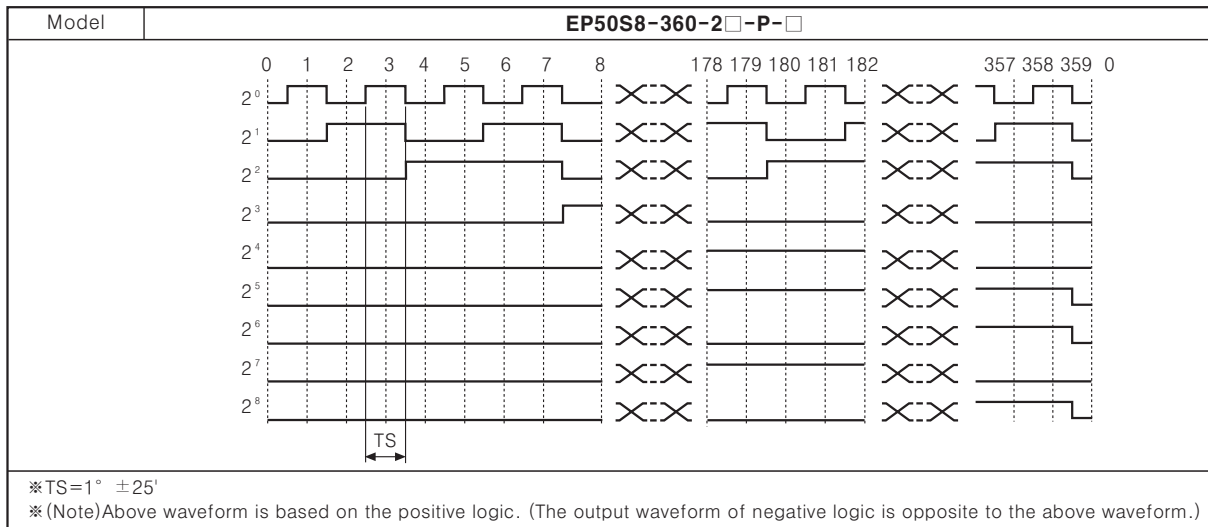 Model EP50S8-360-2□-P-□
0 1 2 3 4 5 6 7 8 178 179 180 181 182 357 358 359 0
2⁰
2¹
2²
2³
2⁴
2⁵
2⁶
2⁷
2⁸
TS
※TS=1° ±25'
※(Note)Above waveform is based on the positive logic. (The output waveform of negative logic is opposite to the above waveform.)